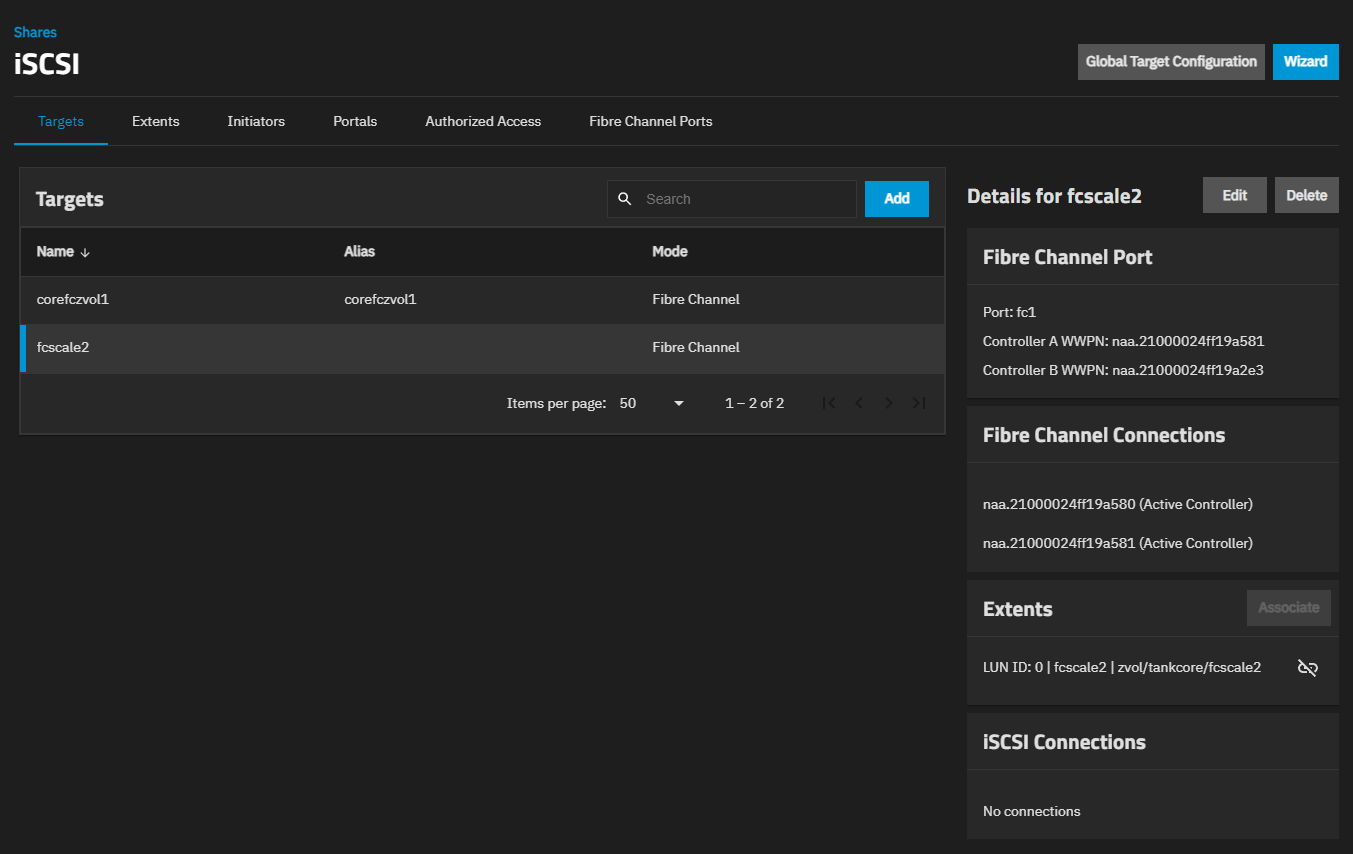 Shares
iSCSI
Global Target Configuration
Wizard
Targets
Extents
Initiators
Portals
Authorized Access
Fibre Channel Ports
Targets
Search
Add
Name
Alias
Mode
corefczvol1
corefczvol1
Fibre Channel
fcscale2
Fibre Channel
Items per page: 50
1 – 2 of 2
Details for fcscale2
Edit
Delete
Fibre Channel Port
Port: fc1
Controller A WWPN: naa.21000024ff19a581
Controller B WWPN: naa.21000024ff19a2e3
Fibre Channel Connections
naa.21000024ff19a580 (Active Controller)
naa.21000024ff19a581 (Active Controller)
Extents
Associate
LUN ID: 0 | fcscale2 | zvol/tankcore/fcscale2
iSCSI Connections
No connections